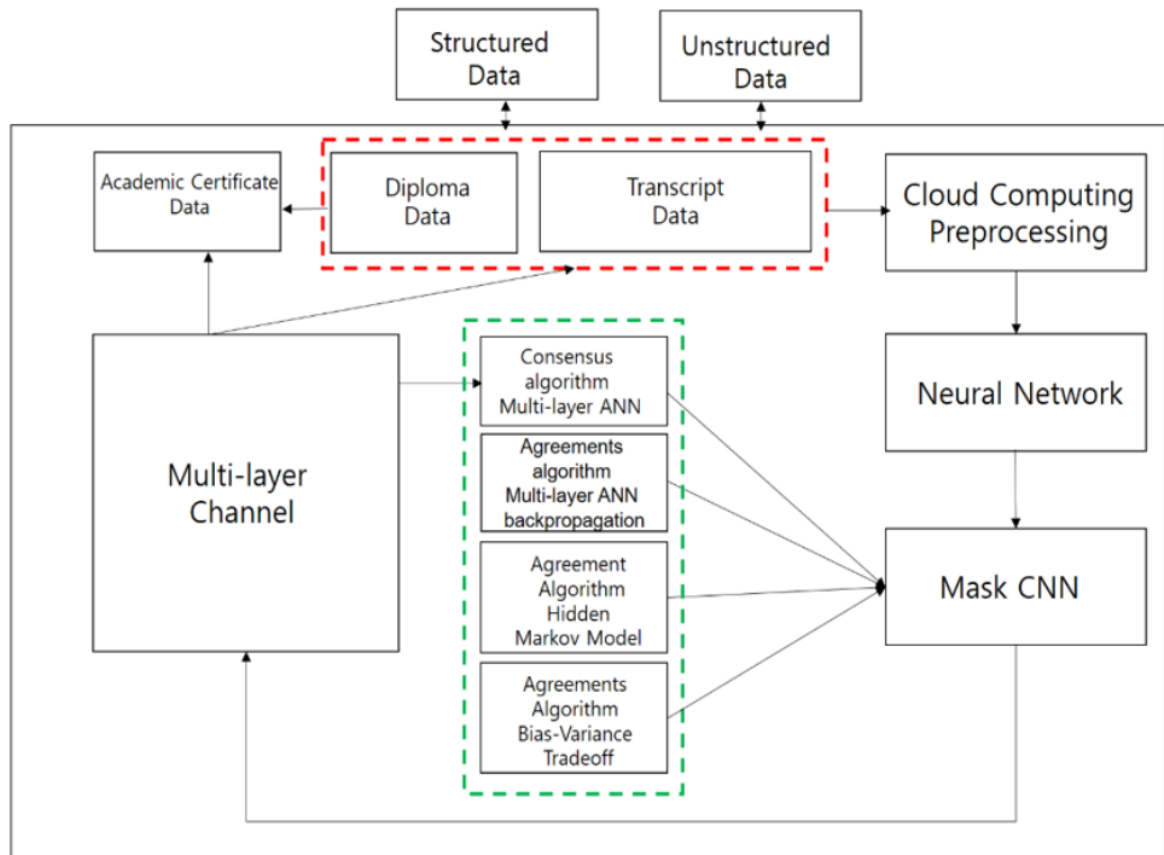 Structured
Data
Unstructured
Data
Academic Certificate
Data
Diploma
Data
Transcript
Data
Cloud Computing
Preprocessing
Multi-layer
Channel
Consensus
algorithm
Multi-layer ANN
Agreements
algorithm
Multi-layer ANN
backpropagation
Agreement
Algorithm
Hidden
Markov Model
Agreements
Algorithm
Bias-Variance
Tradeoff
Neural Network
Mask CNN